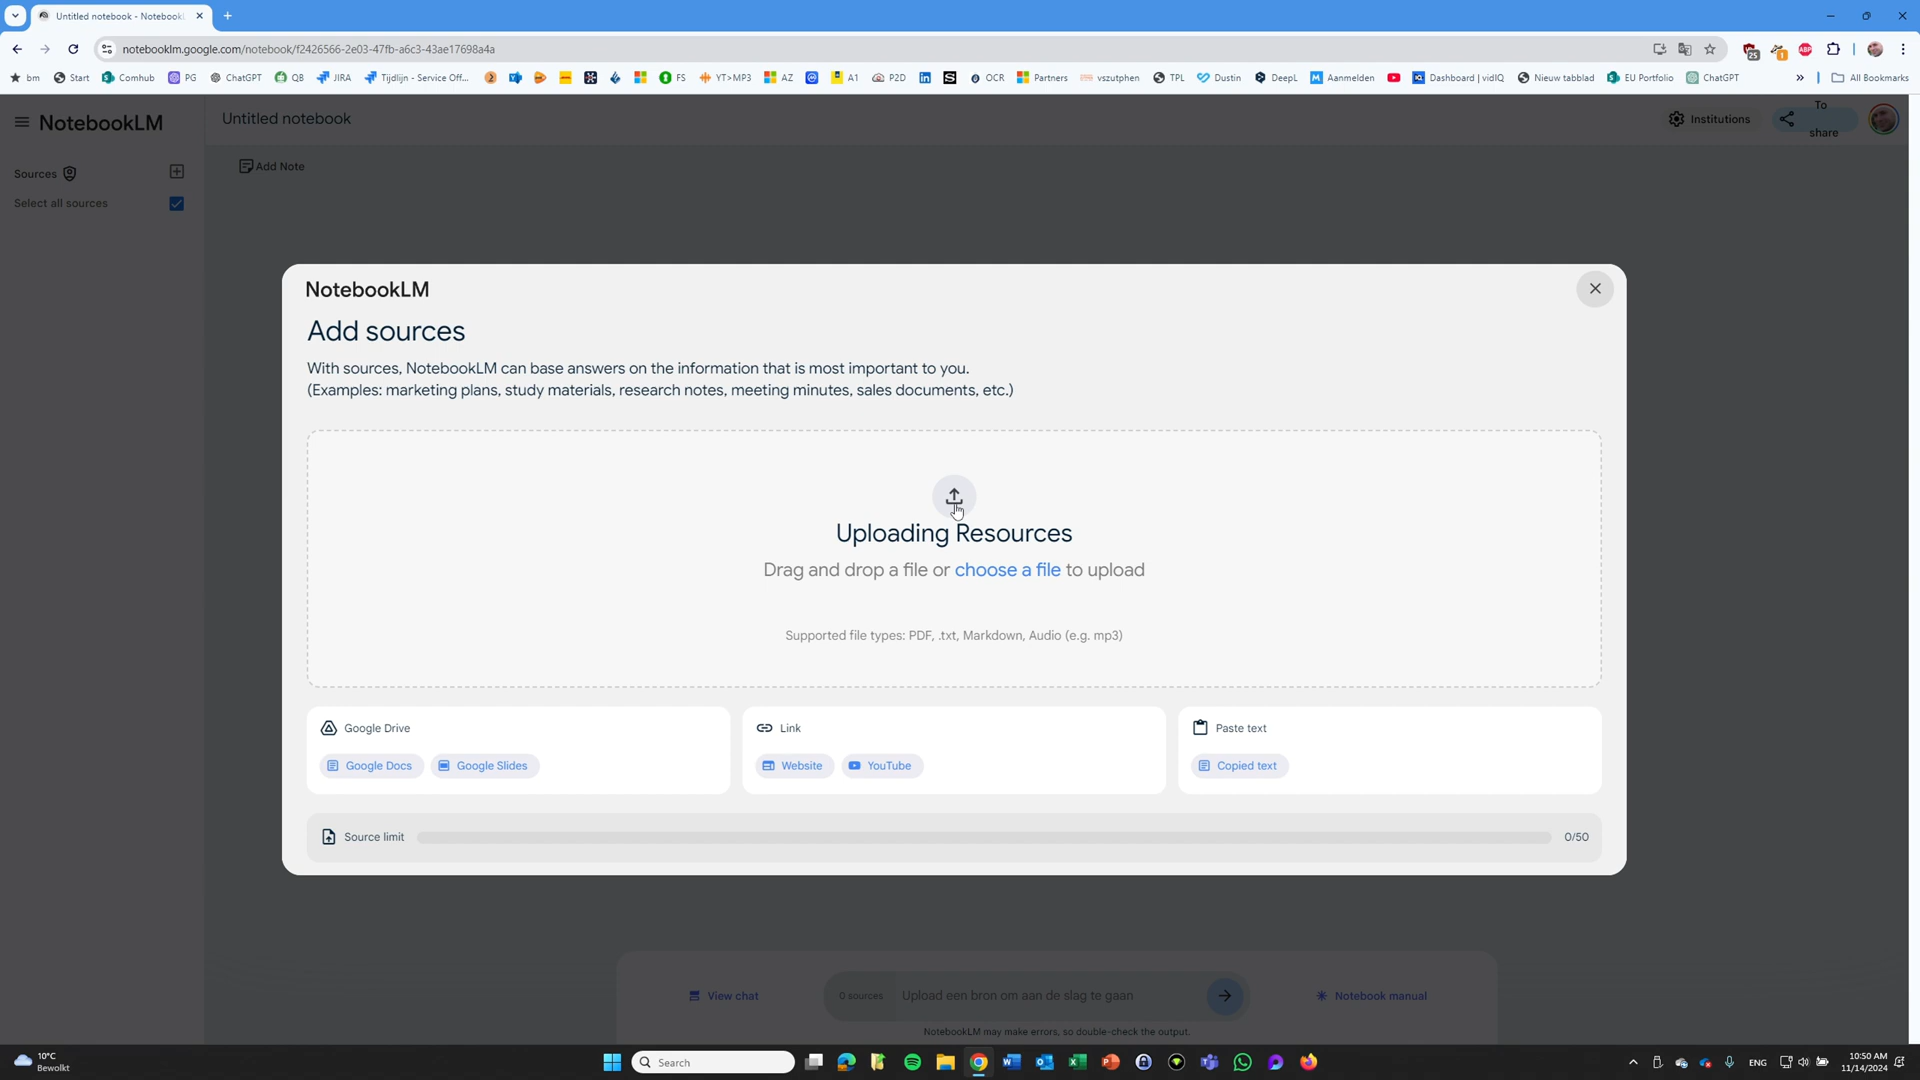 Untitled notebook - NotebookL
notebooklm.google.com/notebook/f2426566-2e03-47fb-a6c3-43ae17698a4a
25
1
ABP
bm
Start
Comhub
PG
ChatGPT
QB
JIRA
Tijdlijn - Service Off...
FS
YT>MP3
AZ
A1
P2D
OCR
Partners
vszutphen
TPL
Dustin
DeepL
Aanmelden
Dashboard | vidIQ
Nieuw tabblad
EU Portfolio
ChatGPT
»
All Bookmarks
NotebookLM
Untitled notebook
Institutions
To
share
Sources
Add Note
Select all sources
NotebookLM
Add sources
With sources, NotebookLM can base answers on the information that is most important to you.
(Examples: marketing plans, study materials, research notes, meeting minutes, sales documents, etc.)
Uploading Resources
Drag and drop a file or choose a file to upload
Supported file types: PDF, .txt, Markdown, Audio (e.g. mp3)
Google Drive
Google Docs
Google Slides
Link
Website
YouTube
Paste text
Copied text
Source limit
0/50
View chat
0 sources
Upload een bron om aan de slag te gaan
Notebook manual
NotebookLM may make errors, so double-check the output.
10°C
Bewolkt
Search
ENG
10:50 AM
11/14/2024